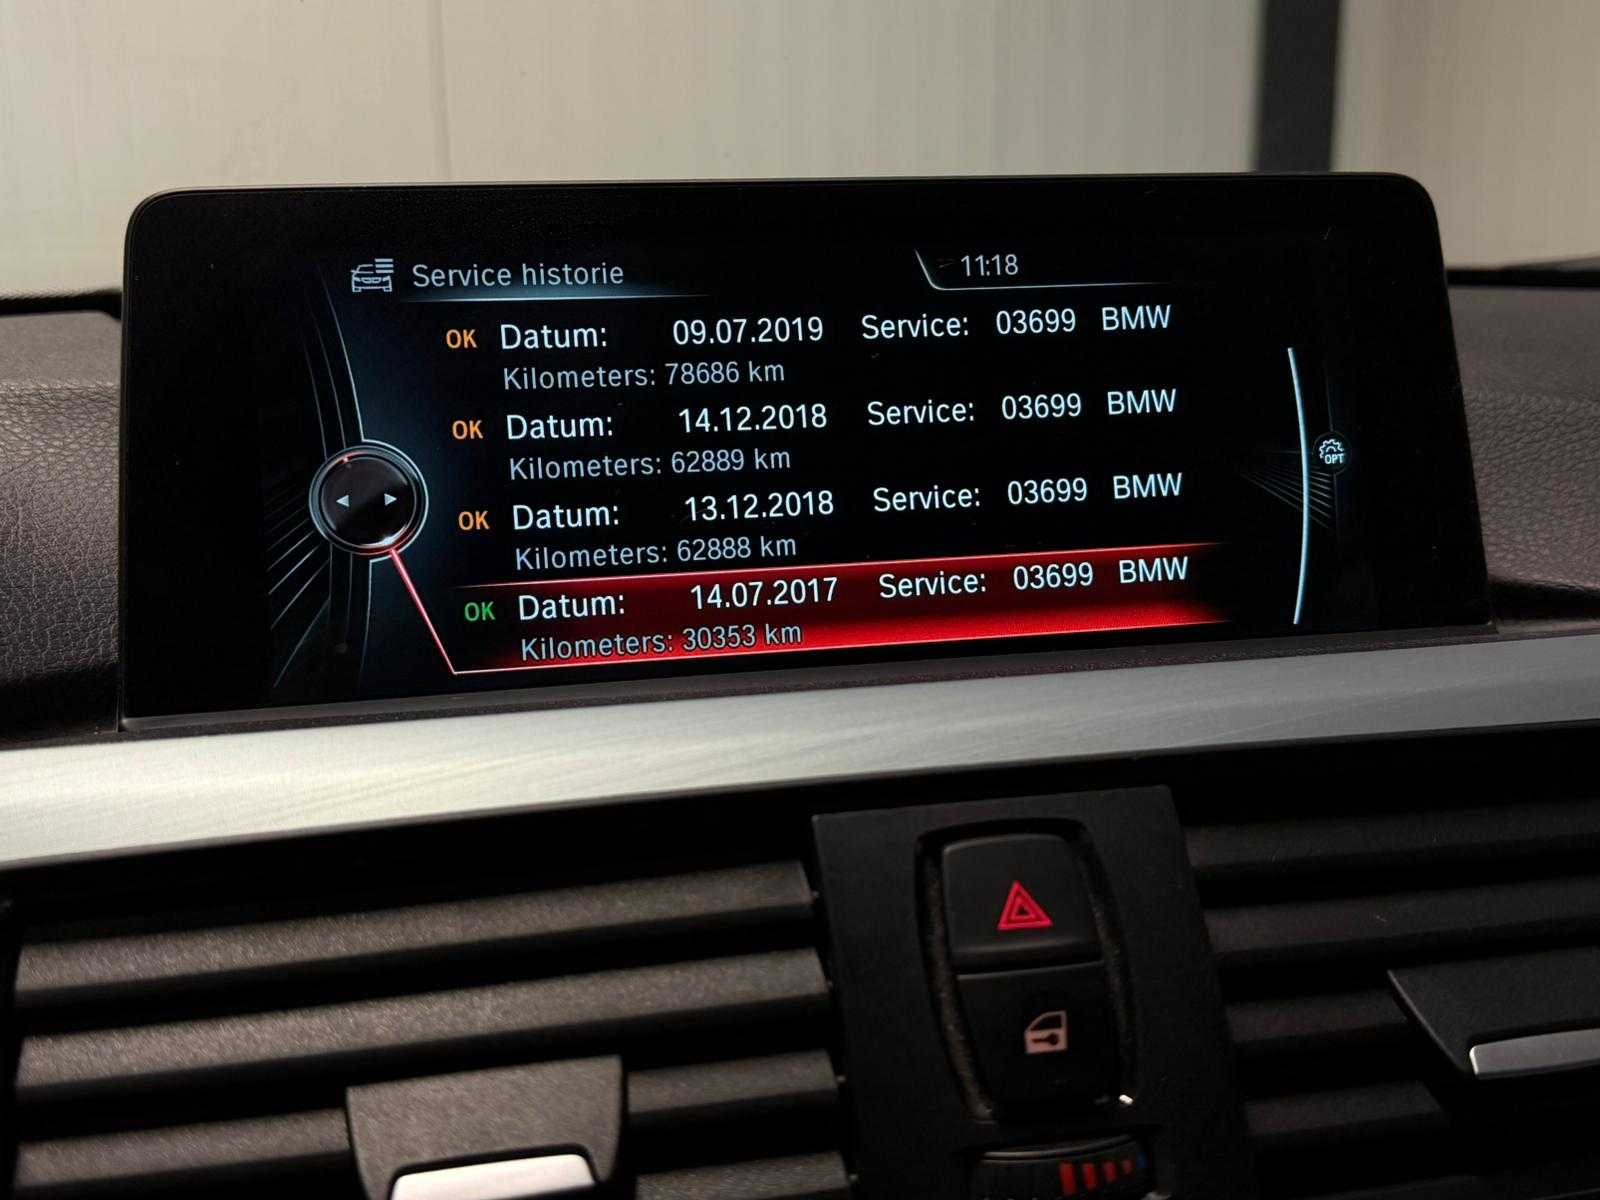 Service historie 11:18
OK Datum: 09.07.2019 Service: 03699 BMW
Kilometers: 78686 km
OK Datum: 14.12.2018 Service: 03699 BMW
Kilometers: 62889 km
OK Datum: 13.12.2018 Service: 03699 BMW
Kilometers: 62888 km
OK Datum: 14.07.2017 Service: 03699 BMW
Kilometers: 30353 km
OPT